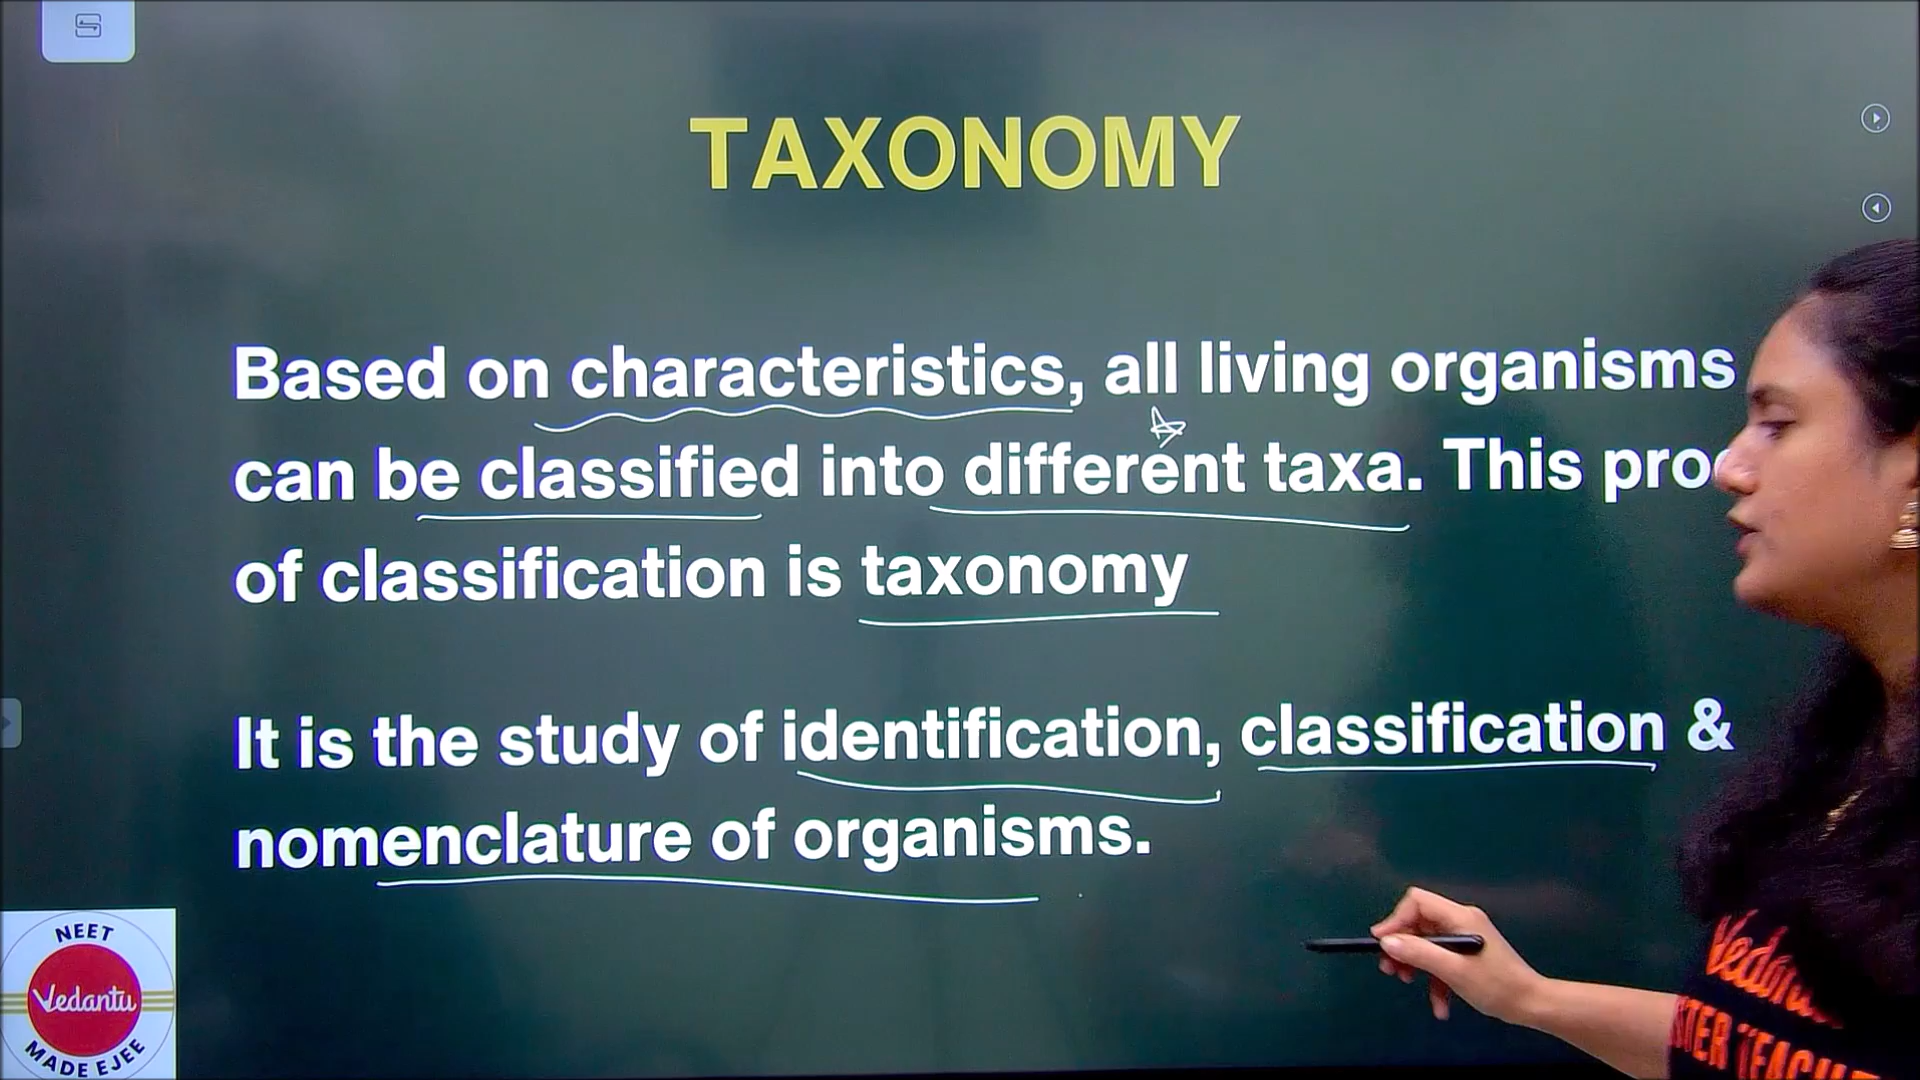 TAXONOMY
Based on characteristics, all living organisms
can be classified into different taxa. This
of classification is taxonomy
It is the study of identification, classification &
nomenclature of organisms.
NEET
Vedantu
MADE EJEE